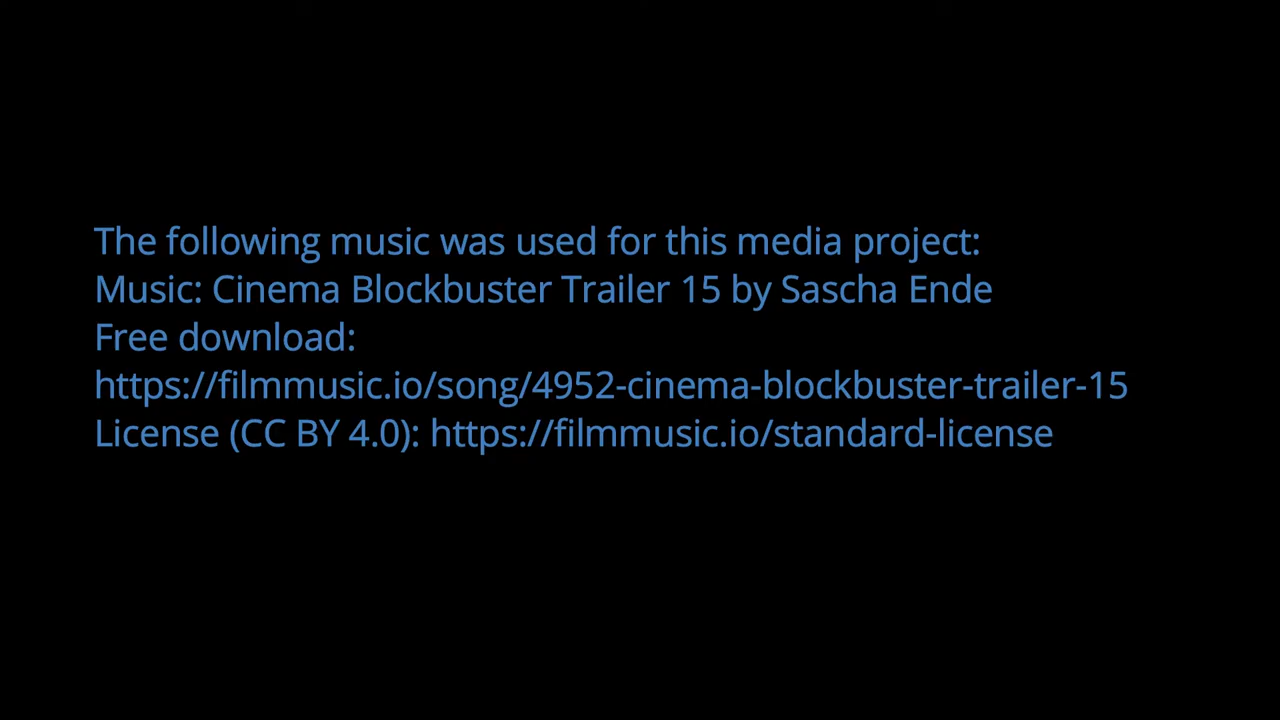 The following music was used for this media project:
Music: Cinema Blockbuster Trailer 15 by Sascha Ende
Free download:
https://filmmusic.io/song/4952-cinema-blockbuster-trailer-15
License (CC BY 4.0): https://filmmusic.io/standard-license